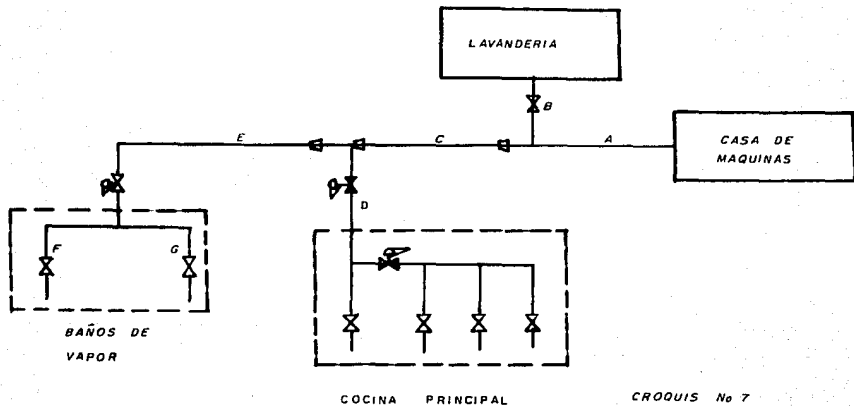 LAVANDERIA
B
E
C
A
CASA DE
MAQUINAS
D
F
G
BAÑOS DE
VAPOR
COCINA PRINCIPAL
CROQUIS No 7